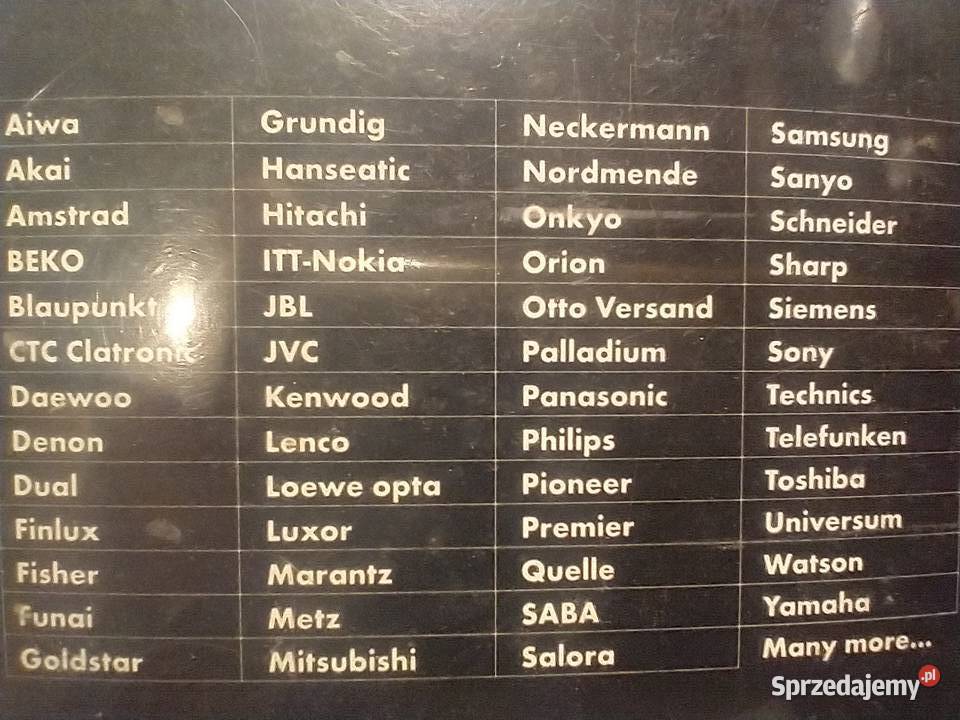 Aiwa Grundig Neckermann Samsung
Akai Hanseatic Nordmende Sanyo
Amstrad Hitachi Onkyo Schneider
BEKO ITT-Nokia Orion Sharp
Blaupunkt JBL Otto Versand Siemens
CTC Clatronic JVC Palladium Sony
Daewoo Kenwood Panasonic Technics
Denon Lenco Philips Telefunken
Dual Loewe opta Pioneer Toshiba
Finlux Luxor Premier Universum
Fisher Marantz Quelle Watson
Funai Metz SABA Yamaha
Goldstar Mitsubishi Salora Many more...
Sprzedajemy.pl